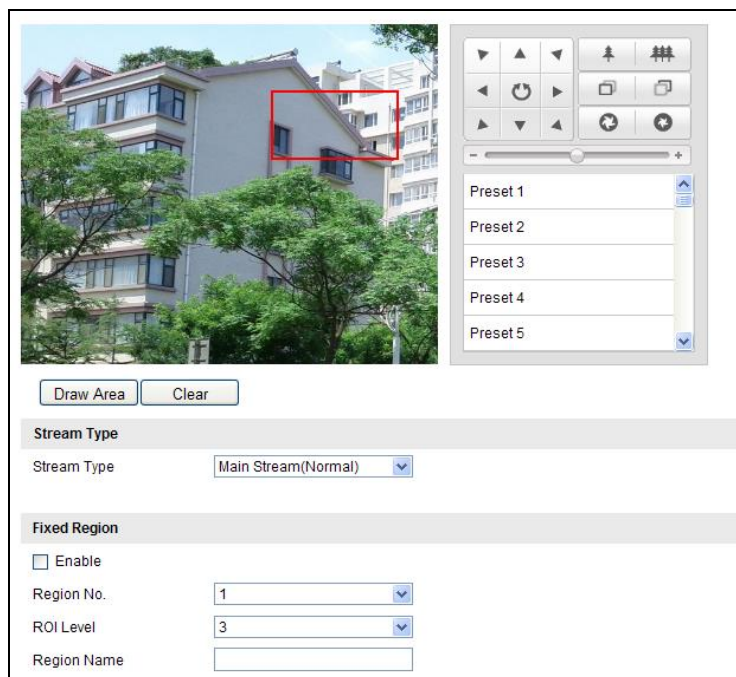 Preset 1
Preset 2
Preset 3
Preset 4
Preset 5
Draw Area Clear
Stream Type
Stream Type Main Stream(Normal)
Fixed Region
Enable
Region No. 1
ROI Level 3
Region Name